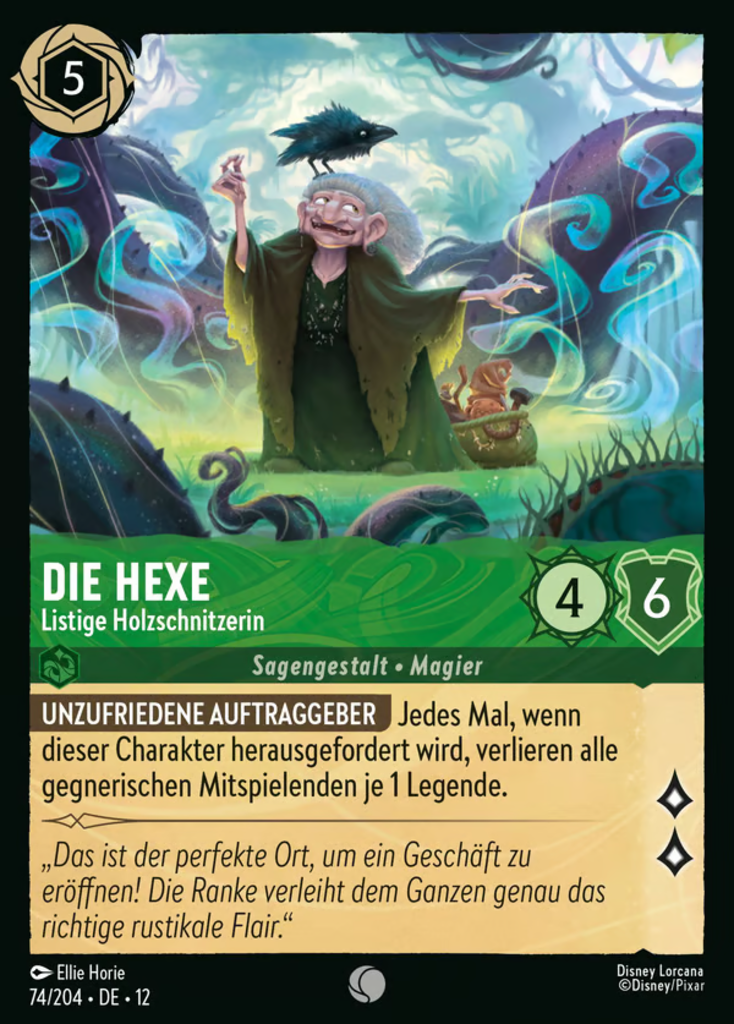 5
DIE HEXE
Listige Holzschnitzerin
4
6
Sagengestalt • Magier
UNZUFRIEDENE AUFTRAGGEBER Jedes Mal, wenn
dieser Charakter herausgefordert wird, verlieren alle
gegnerischen Mitspielenden je 1 Legende.
„Das ist der perfekte Ort, um ein Geschäft zu
eröffnen! Die Ranke verleiht dem Ganzen genau das
richtige rustikale Flair.“
Ellie Horie
74/204 • DE • 12
Disney Lorcana
©Disney/Pixar